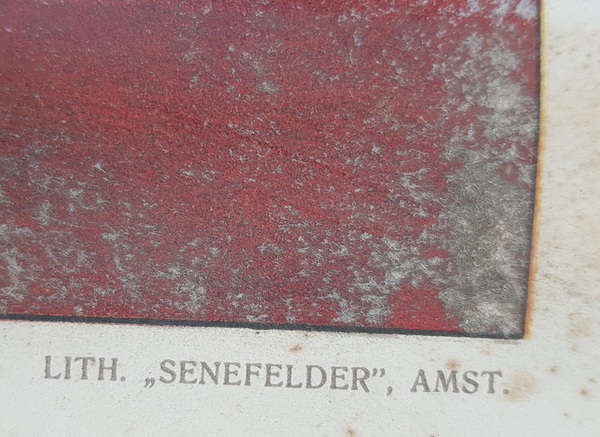 LITH. „SENEFELDER”, AMST.